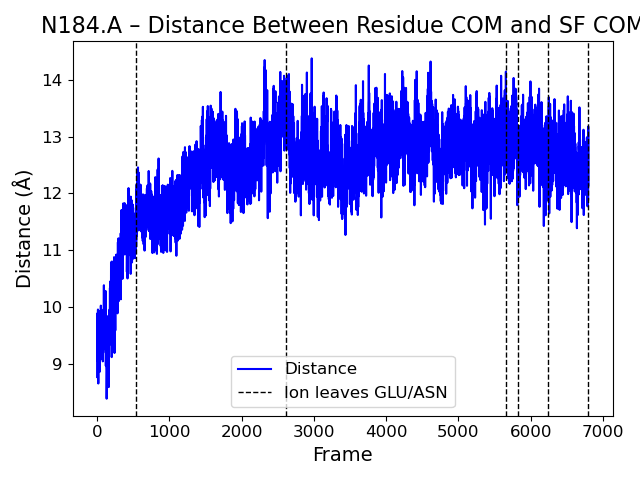 N184.A – Distance Between Residue COM and SF COM
14
13
12
11
10
9
Distance (Å)
Distance
Ion leaves GLU/ASN
0 1000 2000 3000 4000 5000 6000 7000
Frame